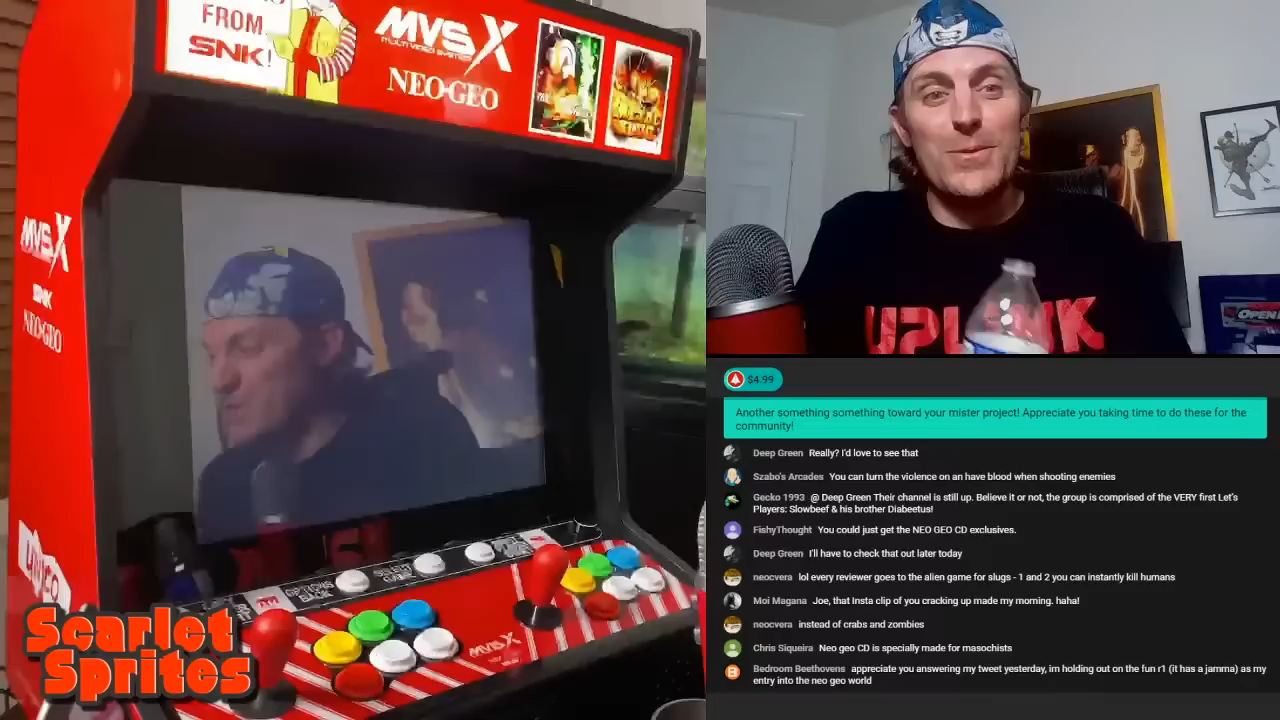 FROM
SNK!
MVSX
MULTI VIDEO SYSTEM
NEO·GEO
MVSX
SNK
NEO·GEO
OPTIONS
SELECT
GAME
MVSX
Scarlet
Sprites
UPLINK
OPEN
$4.99
Another something something toward your mister project! Appreciate you taking time to do these for the
community!
Deep Green Really? I'd love to see that
Szabo's Arcades You can turn the violence on an have blood when shooting enemies
Gecko 1993 @ Deep Green Their channel is still up. Believe it or not, the group is comprised of the VERY first Let's
Players: Slowbeef & his brother Diabeetus!
FishyThought You could just get the NEO GEO CD exclusives.
Deep Green I'll have to check that out later today
neocvera lol every reviewer goes to the alien game for slugs - 1 and 2 you can instantly kill humans
Moi Magana Joe, that Insta clip of you cracking up made my morning. haha!
neocvera instead of crabs and zombies
Chris Siqueira Neo geo CD is specially made for masochists
Bedroom Beethovens appreciate you answering my tweet yesterday, im holding out on the fun r1 (it has a jamma) as my
entry into the neo geo world